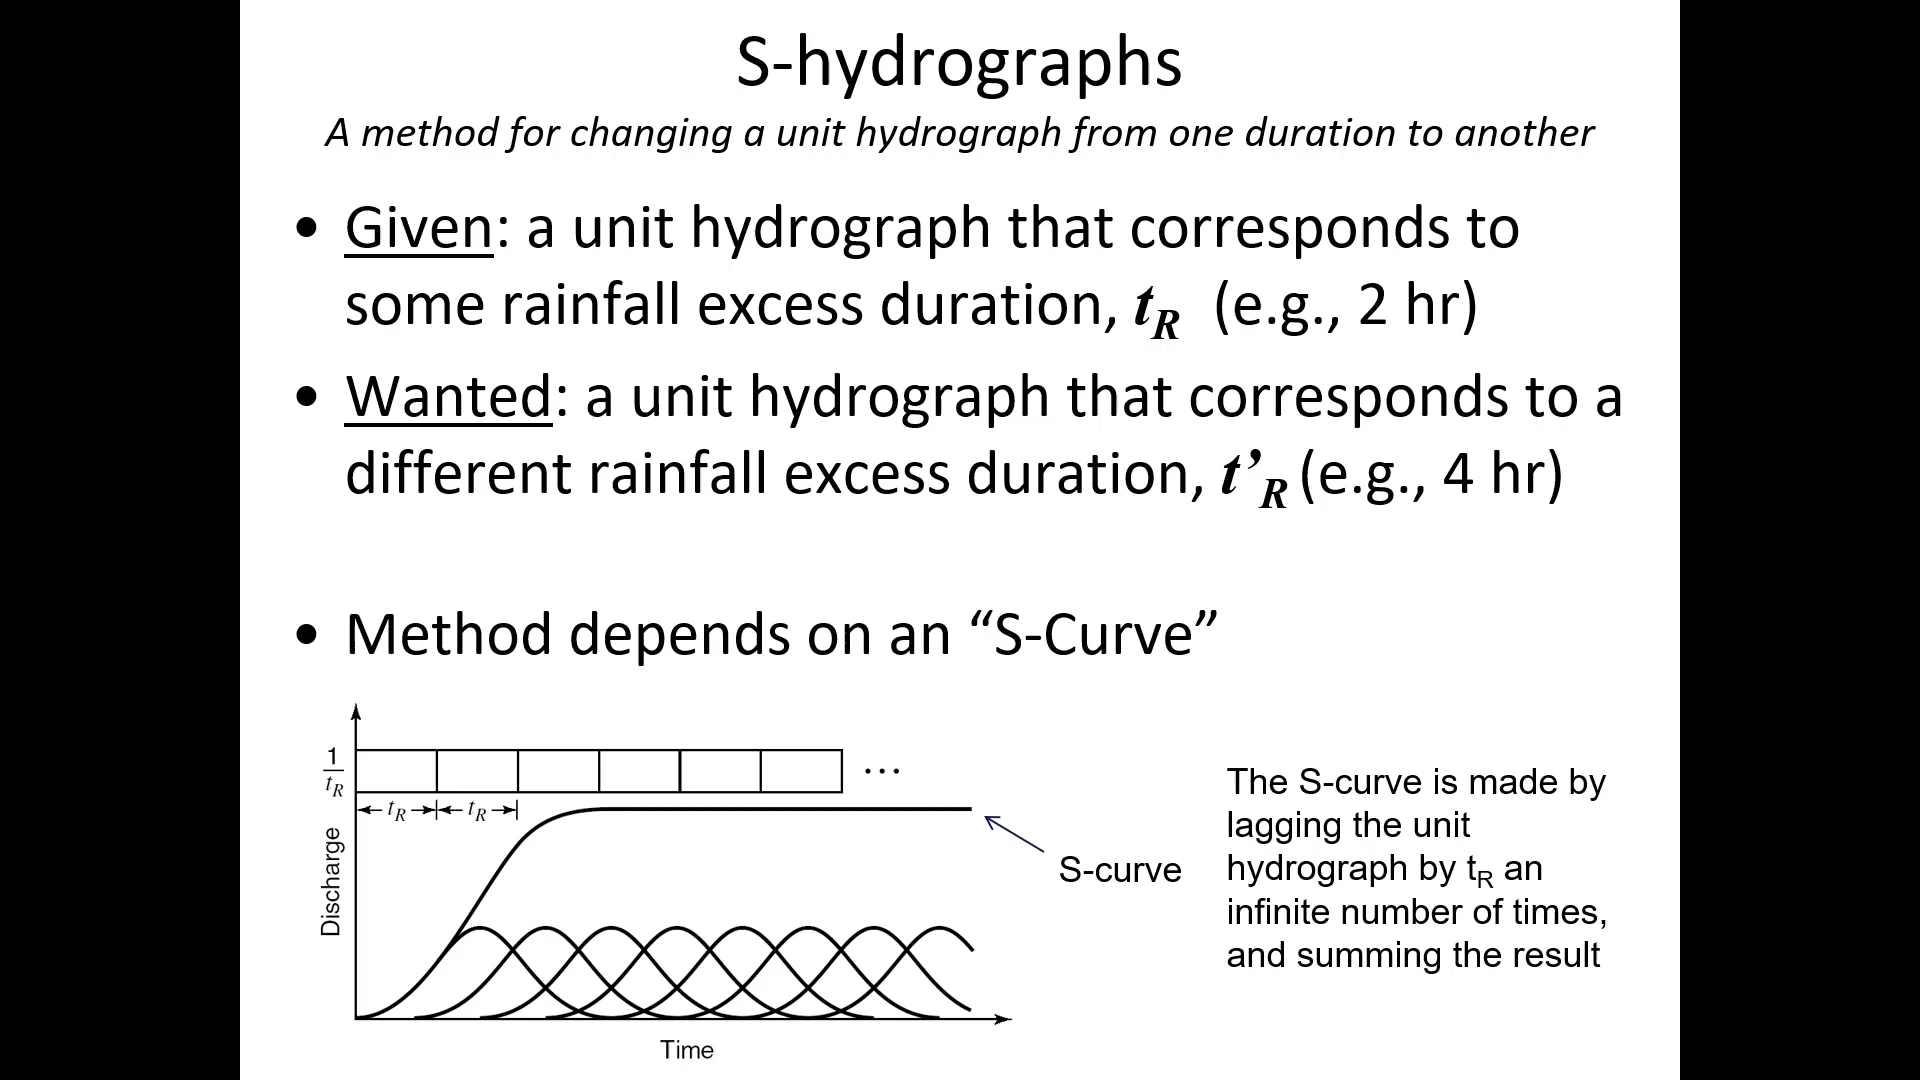 S-hydrographs
A method for changing a unit hydrograph from one duration to another
• Given: a unit hydrograph that corresponds to
some rainfall excess duration, tR (e.g., 2 hr)
• Wanted: a unit hydrograph that corresponds to a
different rainfall excess duration, t’R (e.g., 4 hr)
• Method depends on an “S-Curve”
1
tR
...
tR tR
Discharge
Time
S-curve
The S-curve is made by
lagging the unit
hydrograph by tR an
infinite number of times,
and summing the result